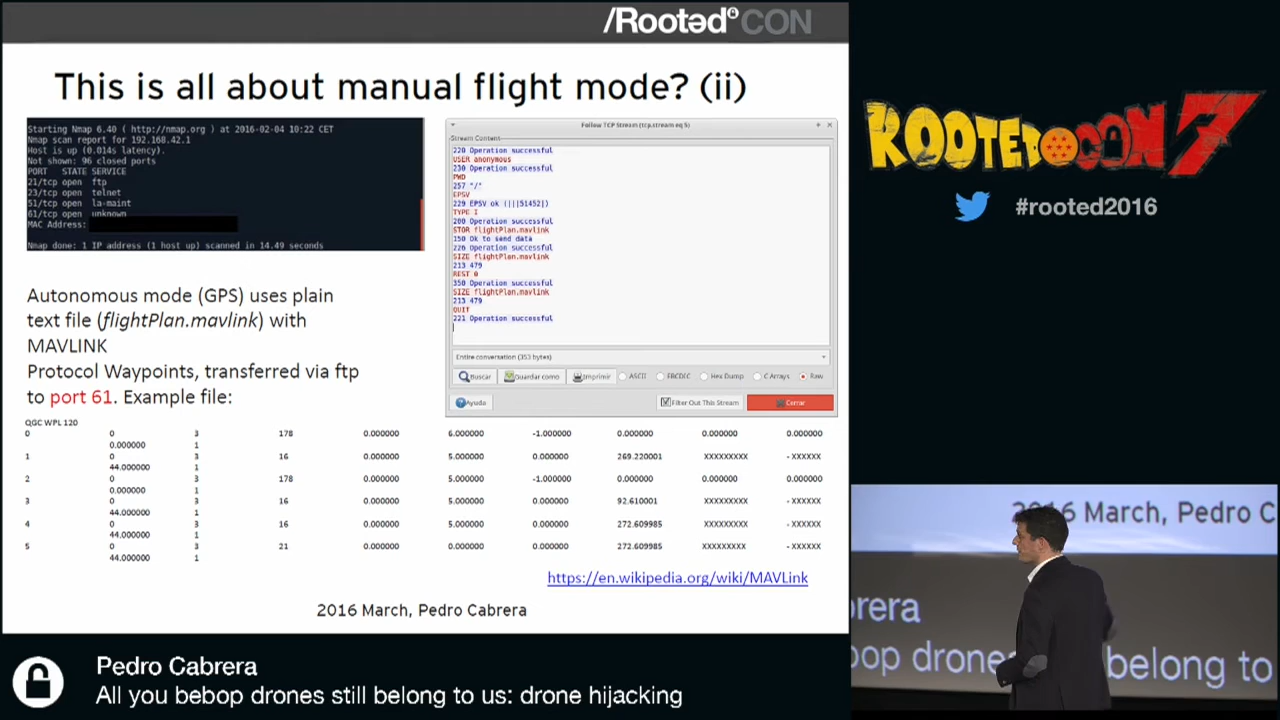 /Rootəd CON
This is all about manual flight mode? (ii)
Starting Nmap 6.40 ( http://nmap.org ) at 2016-02-04 10:22 CET
Nmap scan report for 192.168.42.1
Host is up (0.014s latency).
Not shown: 96 closed ports
PORT STATE SERVICE
21/tcp open ftp
23/tcp open telnet
51/tcp open la-maint
61/tcp open unknown
MAC Address:
Nmap done: 1 IP address (1 host up) scanned in 14.49 seconds
Follow TCP Stream (tcp.stream eq 5)
Stream Content
220 Operation successful
USER anonymous
230 Operation successful
PWD
257 "/"
EPSV
229 EPSV ok (|||51452|)
TYPE I
200 Operation successful
STOR flightPlan.mavlink
150 Ok to send data
226 Operation successful
SIZE flightPlan.mavlink
213 479
REST 0
350 Operation successful
SIZE flightPlan.mavlink
213 479
QUIT
221 Operation successful
Entire conversation (353 bytes)
Buscar Guardar como Imprimir ASCII EBCDIC Hex Dump C Arrays Raw
Ayuda Filter Out This Stream Cerrar
Autonomous mode (GPS) uses plain
text file (flightPlan.mavlink) with
MAVLINK
Protocol Waypoints, transferred via ftp
to port 61. Example file:
QGC WPL 120
0 0 3 178 0.000000 6.000000 -1.000000 0.000000 0.000000 0.000000
0.000000 1
1 0 3 16 0.000000 5.000000 0.000000 269.220001 XXXXXXXXX - XXXXXX
44.000000 1
2 0 3 178 0.000000 5.000000 -1.000000 0.000000 0.000000 0.000000
0.000000 1
3 0 3 16 0.000000 5.000000 0.000000 92.610001 XXXXXXXXX - XXXXXX
44.000000 1
4 0 3 16 0.000000 5.000000 0.000000 272.609985 XXXXXXXXX - XXXXXX
44.000000 1
5 0 3 21 0.000000 0.000000 0.000000 272.609985 XXXXXXXXX - XXXXXX
44.000000 1
https://en.wikipedia.org/wiki/MAVLink
2016 March, Pedro Cabrera
ROOTEDCON 7
#rooted2016
2016 March, Pedro C
brera
bop drones belong to
Pedro Cabrera
All you bebop drones still belong to us: drone hijacking